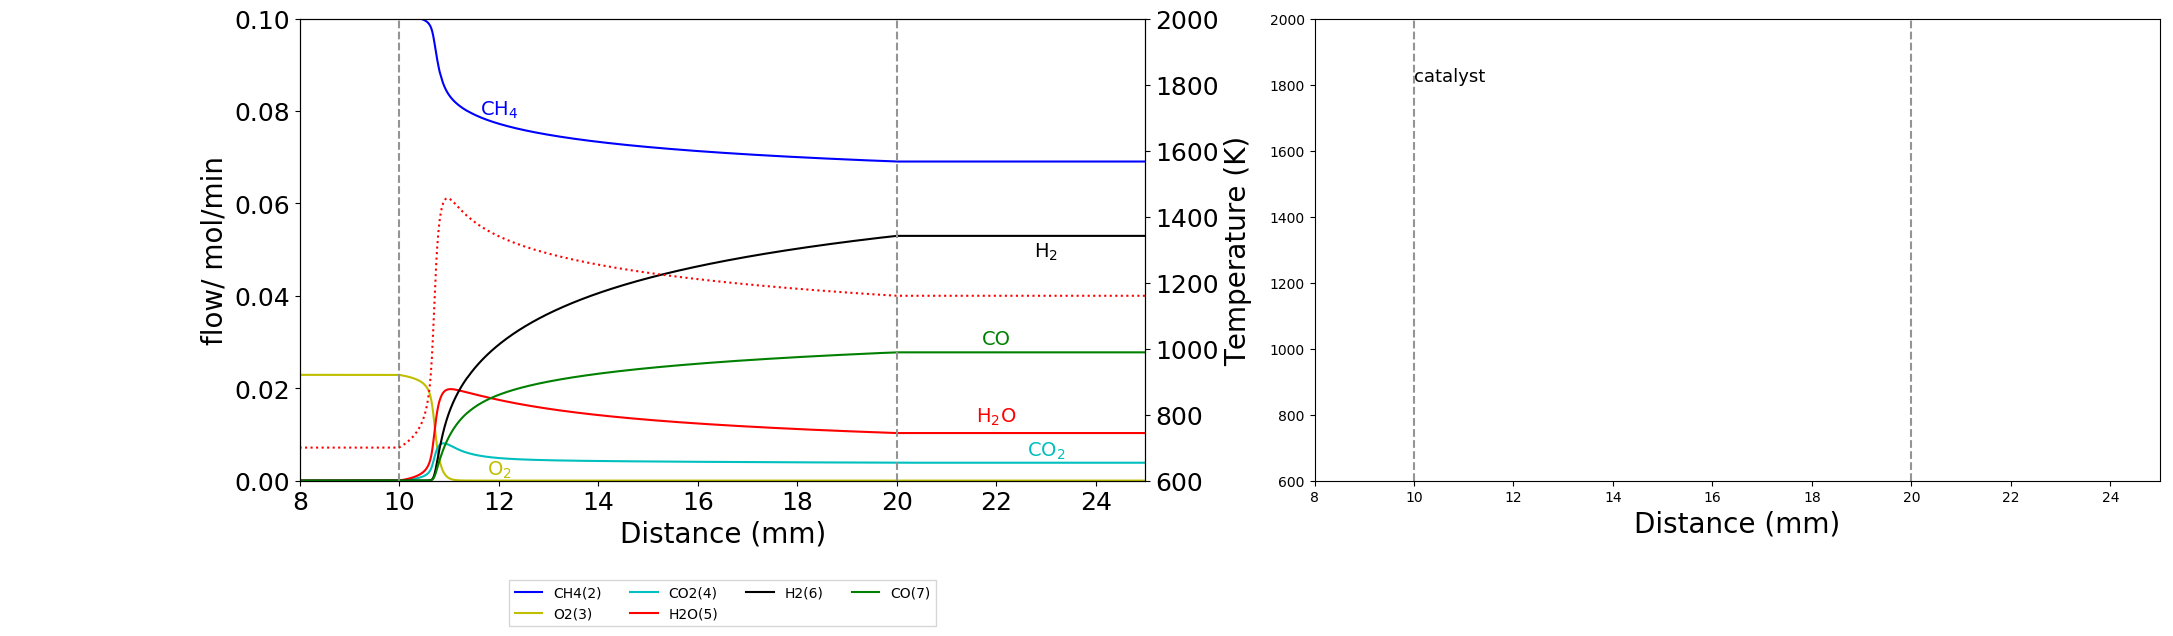 0.10
0.08
0.06
0.04
0.02
0.00
flow/ mol/min
8 10 12 14 16 18 20 22 24
Distance (mm)
CH₄
H₂
CO
H₂O
CO₂
O₂
2000
1800
1600
1400
1200
1000
800
600
Temperature (K)
CH4(2) CO2(4) H2(6) CO(7)
O2(3) H2O(5)
2000
1800
1600
1400
1200
1000
800
600
catalyst
8 10 12 14 16 18 20 22 24
Distance (mm)